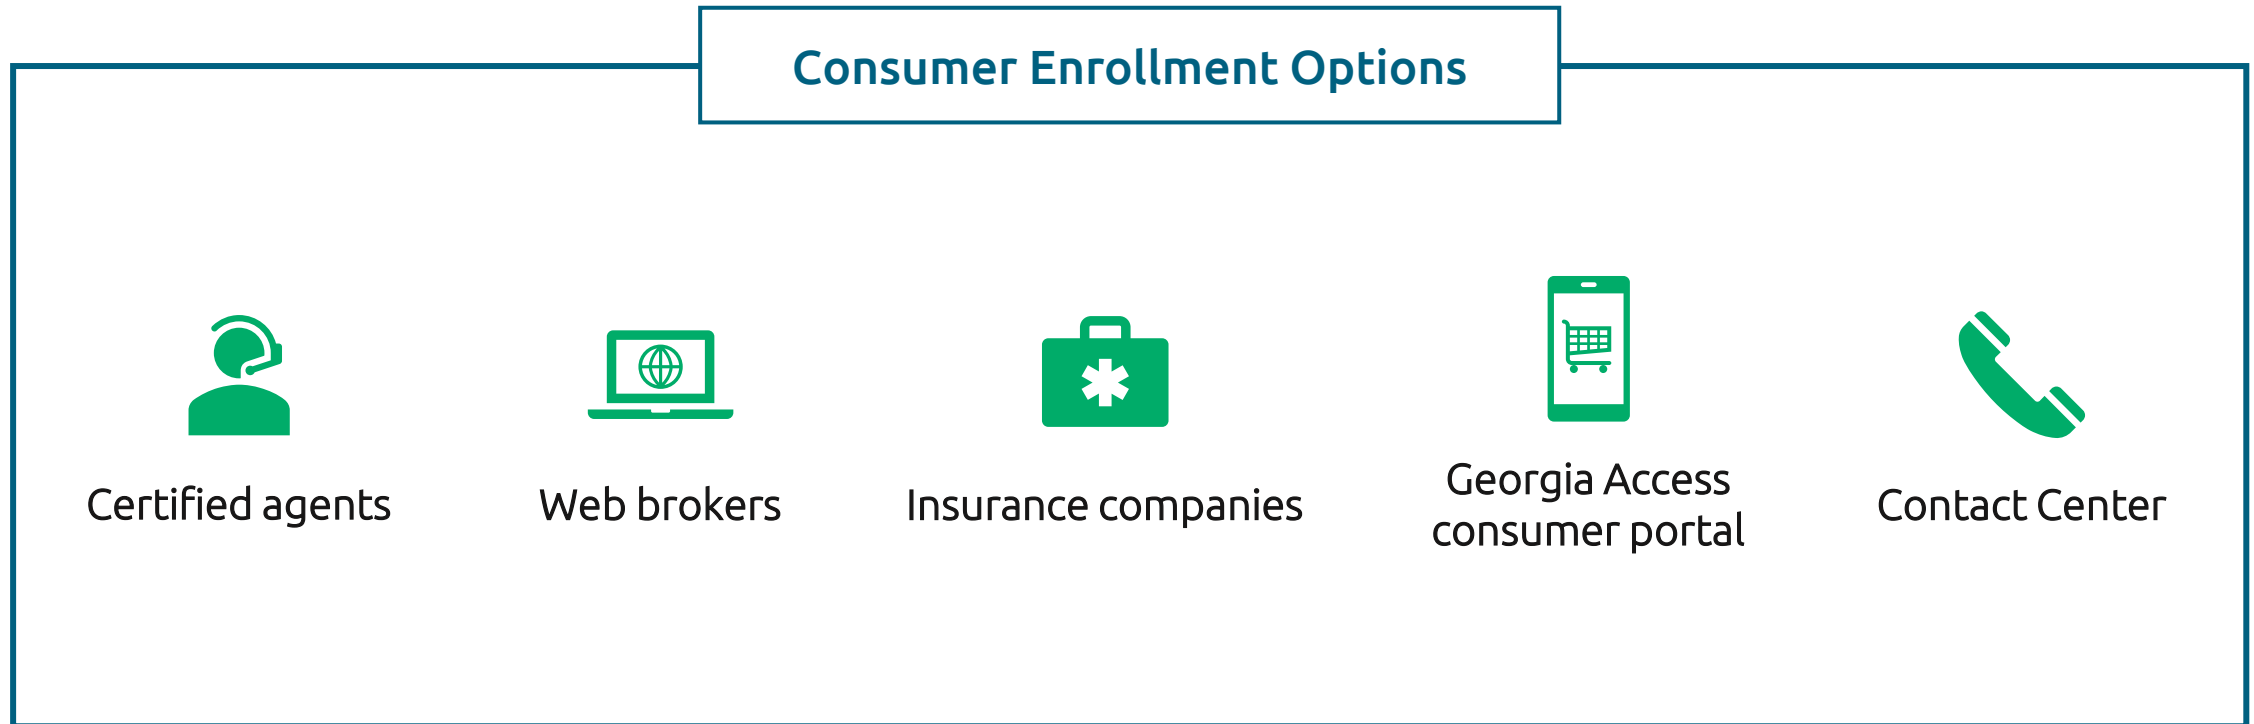 Consumer Enrollment Options
Certified agents
Web brokers
Insurance companies
Georgia Access
consumer portal
Contact Center